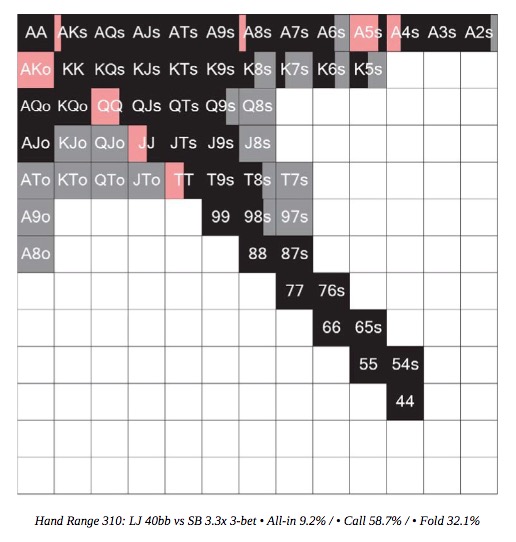 AA AKs AQs AJs ATs A9s A8s A7s A6s A5s A4s A3s A2s
AKo KK KQs KJs KTs K9s K8s K7s K6s K5s
AQo KQo QQ QJs QTs Q9s Q8s
AJo KJo QJo JJ JTs J9s J8s
ATo KTo QTo JTo TT T9s T8s T7s
A9o 99 98s 97s
A8o 88 87s
77 76s
66 65s
55 54s
44
Hand Range 310: LJ 40bb vs SB 3.3x 3-bet • All-in 9.2% / • Call 58.7% / • Fold 32.1%